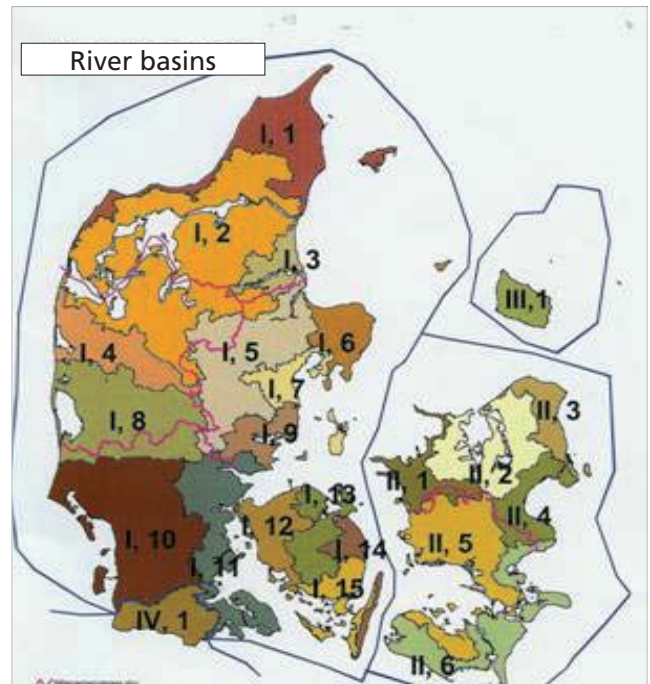 River basins
I, 1
I, 2
I, 3
III, 1
I, 4
I, 5
I, 6
I, 7
I, 8
I, 9
II, 3
II, 1
II, 2
I, 13
II, 4
I, 12
I, 10
I, 14
II, 5
I, 11
I, 15
IV, 1
II, 6